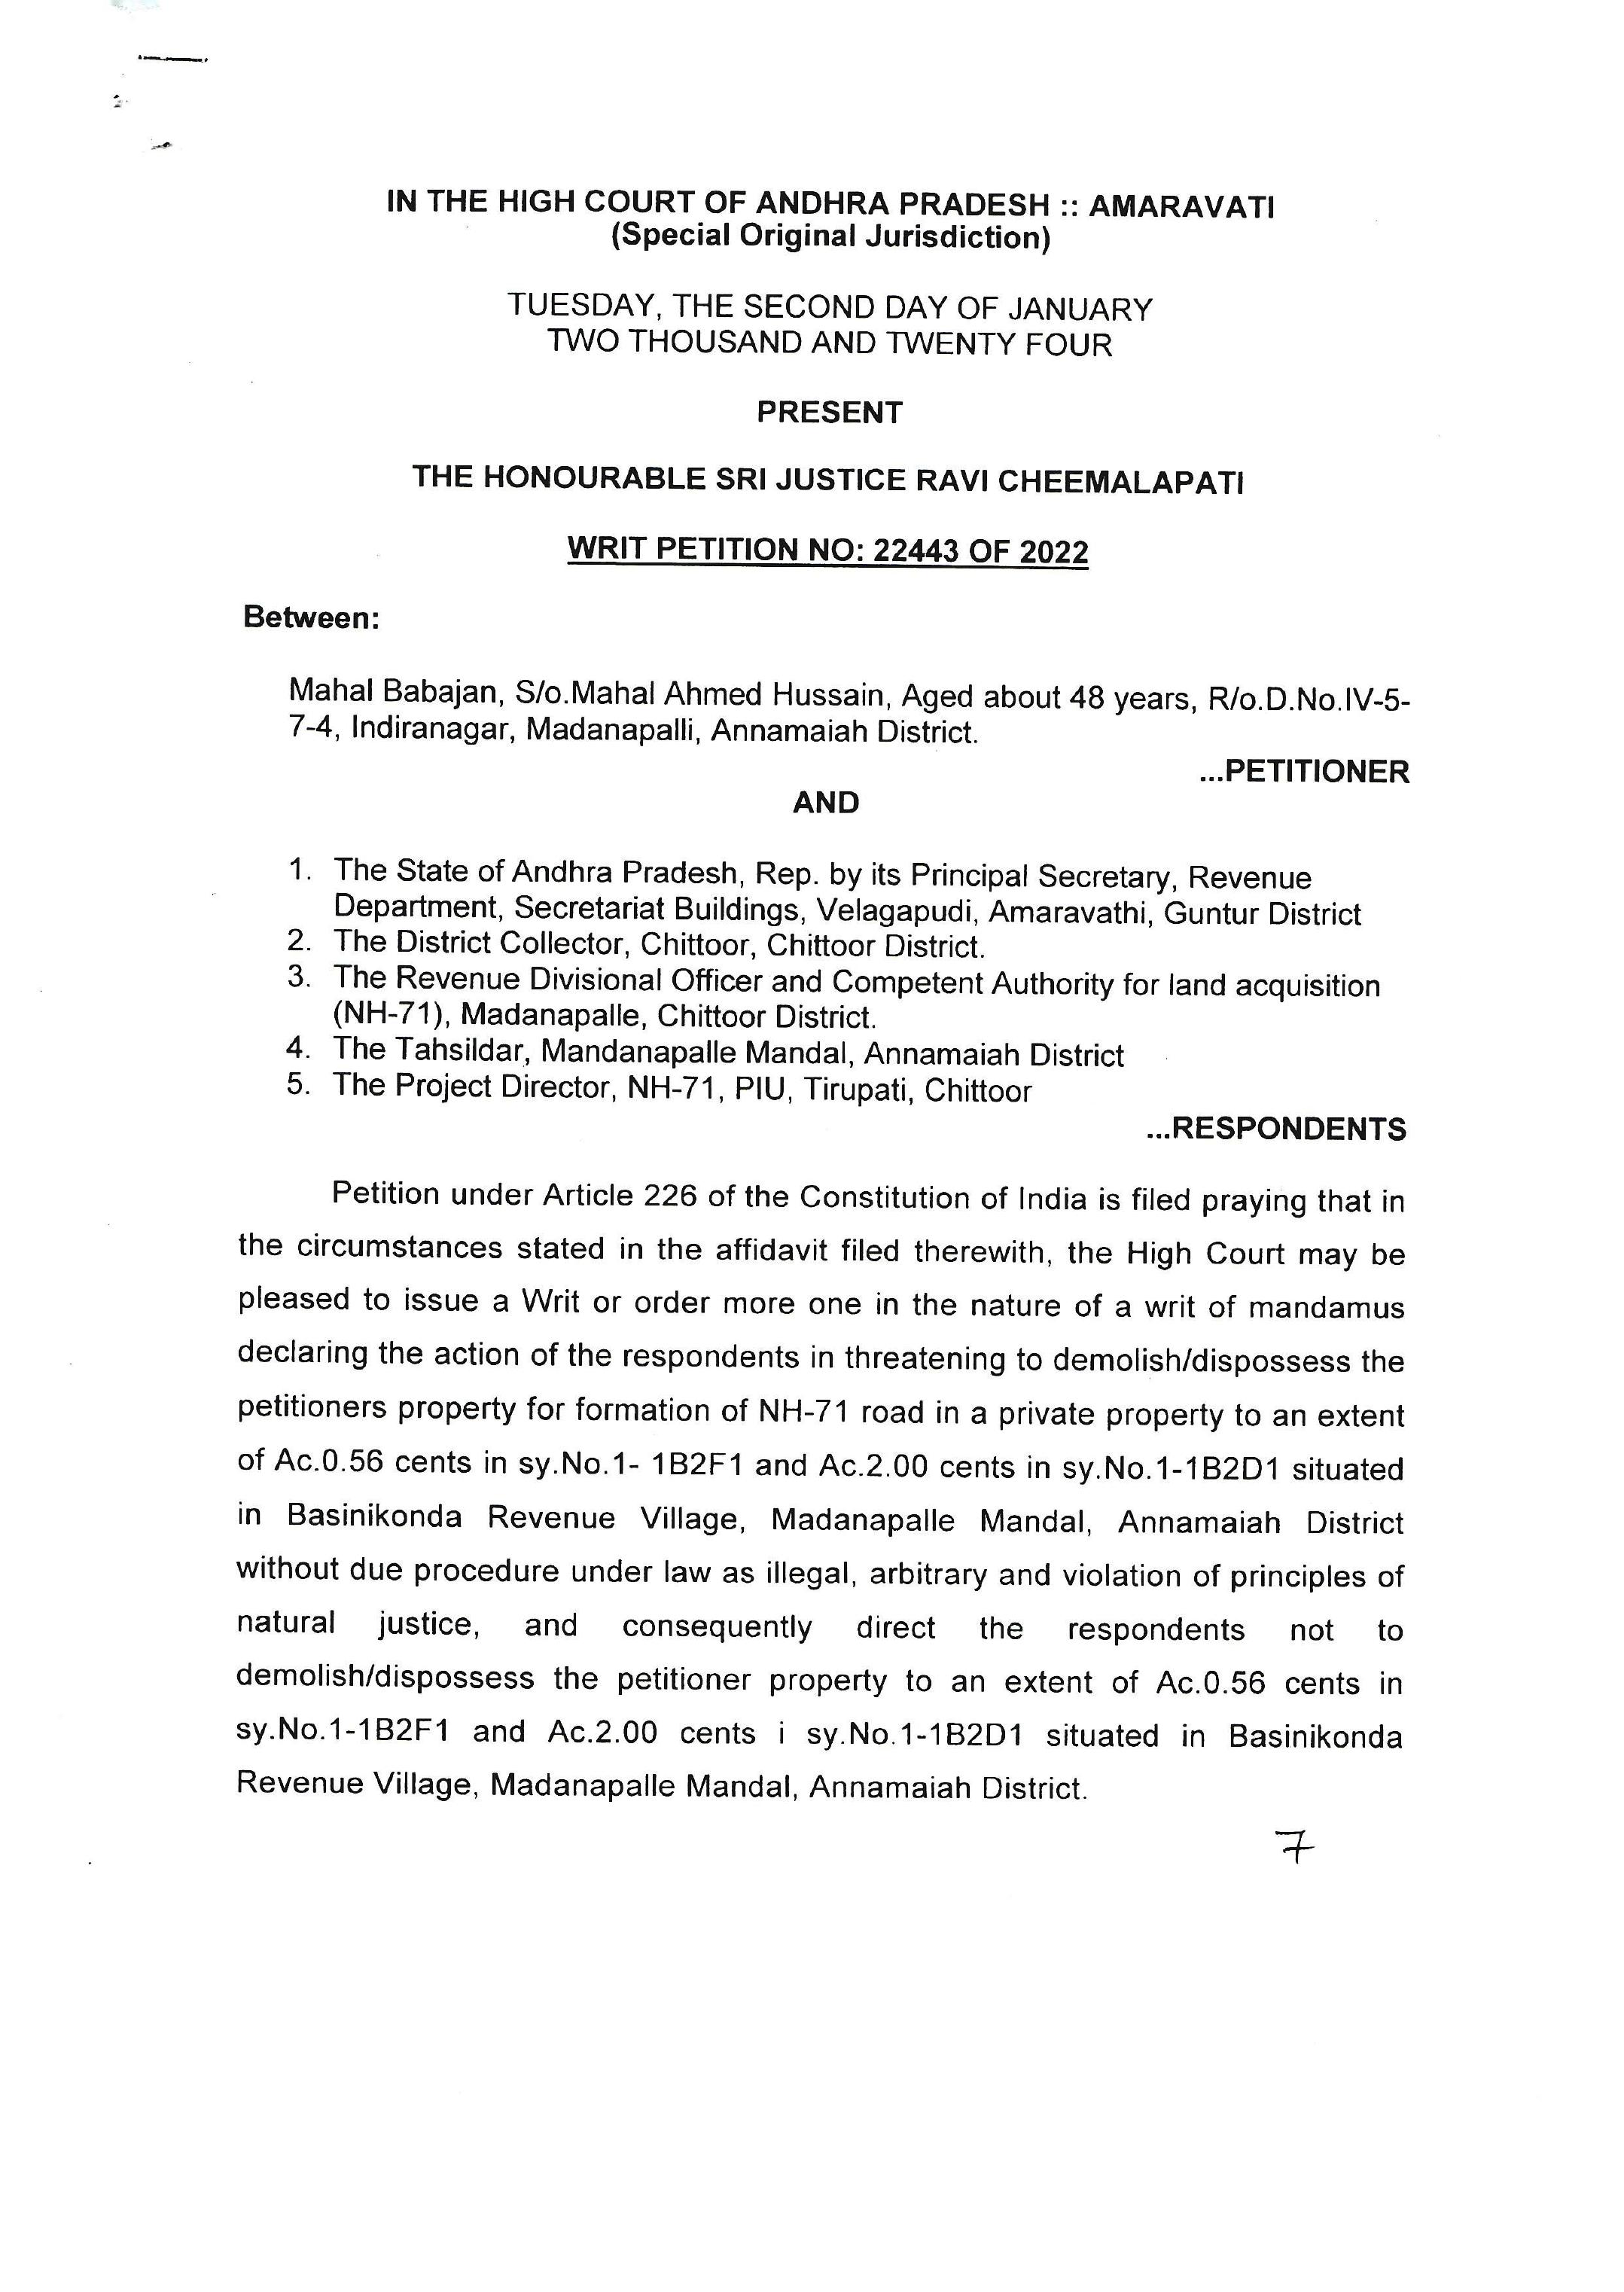 IN THE HIGH COURT OF ANDHRA PRADESH :: AMARAVATI
(Special Original Jurisdiction)
TUESDAY, THE SECOND DAY OF JANUARY
TWO THOUSAND AND TWENTY FOUR
PRESENT
THE HONOURABLE SRI JUSTICE RAVI CHEEMALAPATI
WRIT PETITION NO: 22443 OF 2022
Between:
Mahal Babajan, S/o.Mahal Ahmed Hussain, Aged about 48 years, R/o.D.No.IV-5-
7-4, Indiranagar, Madanapalli, Annamaiah District.
...PETITIONER
AND
1. The State of Andhra Pradesh, Rep. by its Principal Secretary, Revenue
Department, Secretariat Buildings, Velagapudi, Amaravathi, Guntur District
2. The District Collector, Chittoor, Chittoor District.
3. The Revenue Divisional Officer and Competent Authority for land acquisition
(NH-71), Madanapalle, Chittoor District.
4. The Tahsildar, Mandanapalle Mandal, Annamaiah District
5. The Project Director, NH-71, PIU, Tirupati, Chittoor
...RESPONDENTS
Petition under Article 226 of the Constitution of India is filed praying that in
the circumstances stated in the affidavit filed therewith, the High Court may be
pleased to issue a Writ or order more one in the nature of a writ of mandamus
declaring the action of the respondents in threatening to demolish/dispossess the
petitioners property for formation of NH-71 road in a private property to an extent
of Ac.0.56 cents in sy.No.1- 1B2F1 and Ac.2.00 cents in sy.No.1-1B2D1 situated
in Basinikonda Revenue Village, Madanapalle Mandal, Annamaiah District
without due procedure under law as illegal, arbitrary and violation of principles of
natural justice, and consequently direct the respondents not to
demolish/dispossess the petitioner property to an extent of Ac.0.56 cents in
sy.No.1-1B2F1 and Ac.2.00 cents i sy.No.1-1B2D1 situated in Basinikonda
Revenue Village, Madanapalle Mandal, Annamaiah District.
7